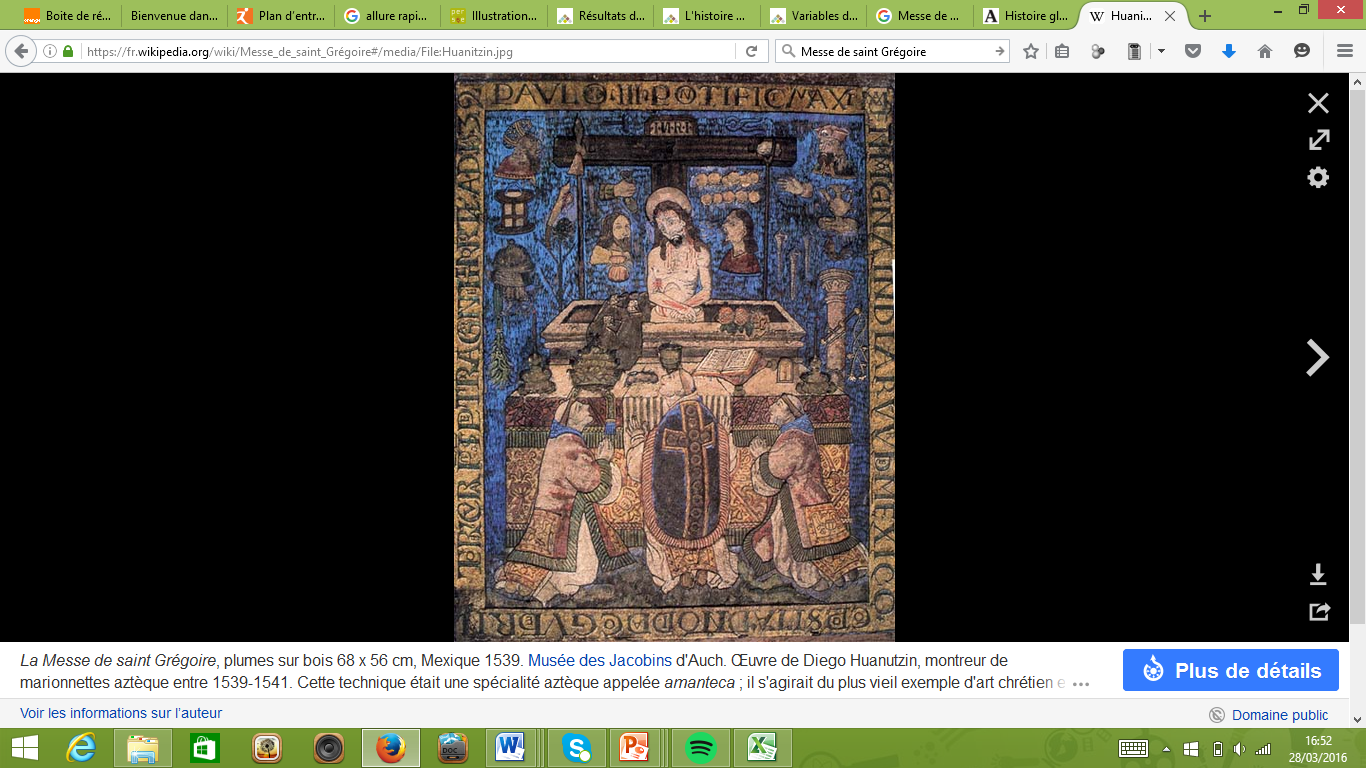 Boite de ré...
Bienvenue dan...
Plan d'entr...
allure rapi...
Illustration...
Résultats d...
L'histoire ...
Variables d...
Messe de ...
Histoire gl...
Huani...
https://fr.wikipedia.org/wiki/Messe_de_saint_Grégoire#/media/File:Huanitzin.jpg
Messe de saint Grégoire
PAVLO III PONTIFICI MAX
INRI
La Messe de saint Grégoire, plumes sur bois 68 x 56 cm, Mexique 1539. Musée des Jacobins d'Auch. Œuvre de Diego Huanutzin, montreur de
marionnettes aztèque entre 1539-1541. Cette technique était une spécialité aztèque appelée amanteca ; il s'agirait du plus vieil exemple d'art chrétien e ...
Plus de détails
Voir les informations sur l'auteur
Domaine public
16:52
28/03/2016